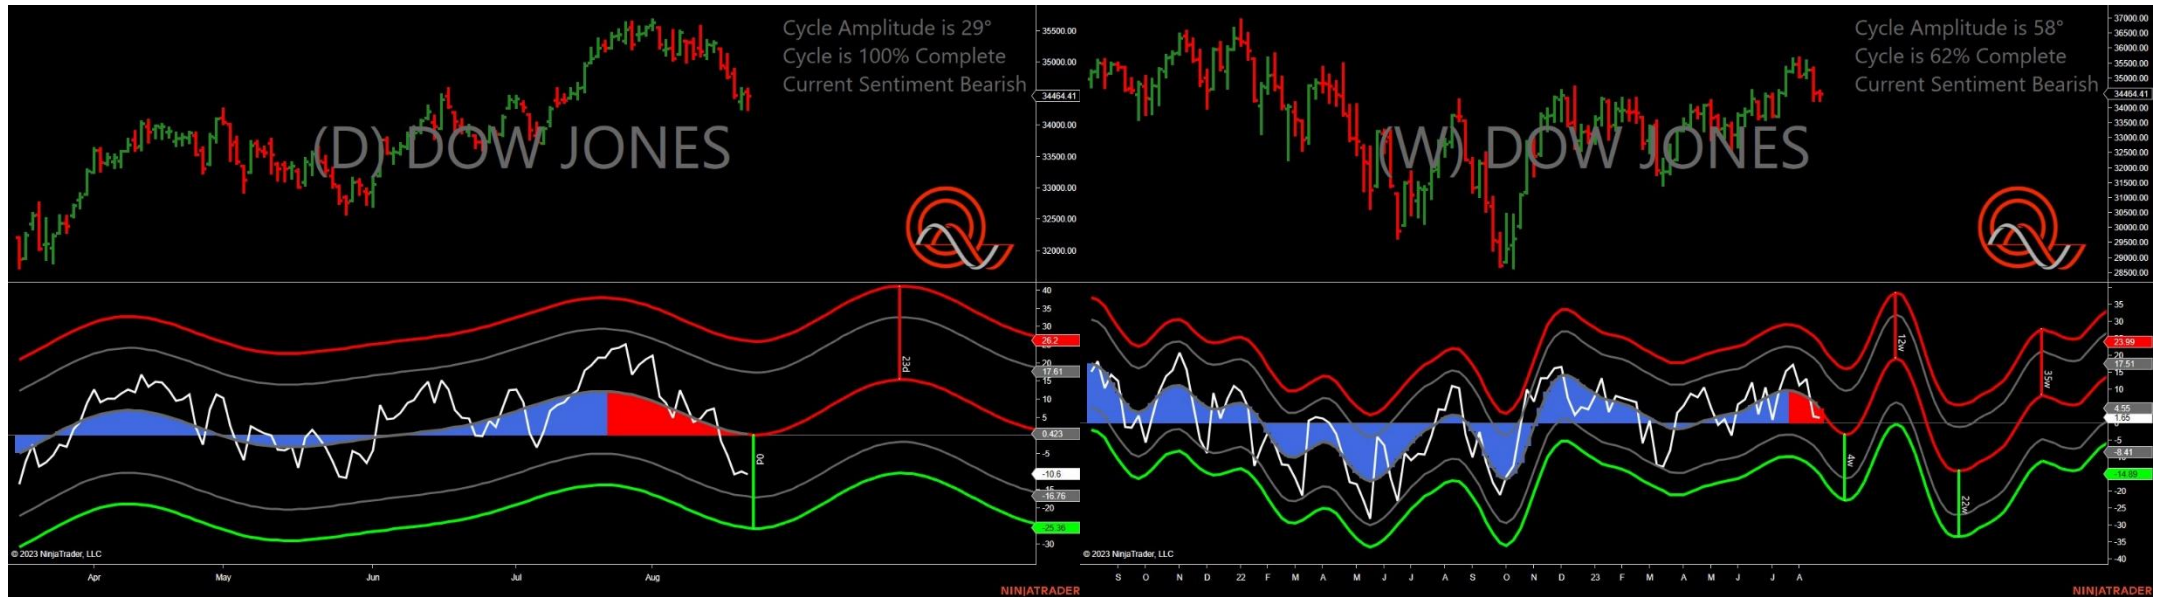 Cycle Amplitude is 29°
Cycle is 100% Complete
Current Sentiment Bearish
(D) DOW JONES
35500.00
35000.00
34464.41
34000.00
33500.00
33000.00
32500.00
32000.00
40
35
30
26.2
17.61
15
10
5
0.423
-5
-10.6
-16.76
-20
-25.36
-30
23d
0d
© 2023 NinjaTrader, LLC
Apr May Jun Jul Aug
NINJATRADER
Cycle Amplitude is 58°
Cycle is 62% Complete
Current Sentiment Bearish
(W) DOW JONES
37000.00
36500.00
36000.00
35500.00
35000.00
34464.41
34000.00
33500.00
33000.00
32500.00
32000.00
31500.00
31000.00
30500.00
30000.00
29500.00
29000.00
28500.00
35
30
23.99
20
17.51
15
10
4.55
1.65
-5
-8.41
-14.89
-20
-25
-30
-35
-40
12w
35w
4w
22w
© 2023 NinjaTrader, LLC
S O N D 22 F M A M J J A S O N D 23 F M A M J J A
NINJATRADER